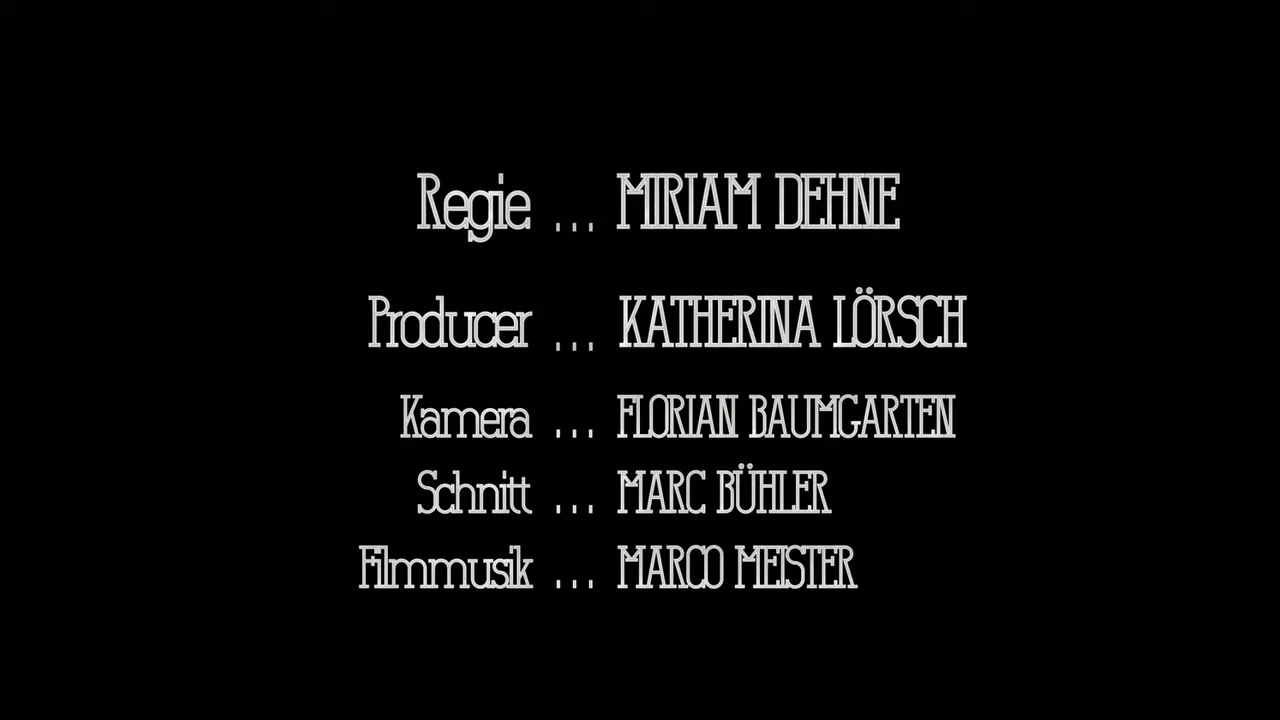 Regie ... MIRIAM DEHNE
Producer ... KATHERINA LÖRSCH
Kamera ... FLORIAN BAUMGARTEN
Schnitt ... MARC BÜHLER
Filmmusik ... MARCO MEISTER